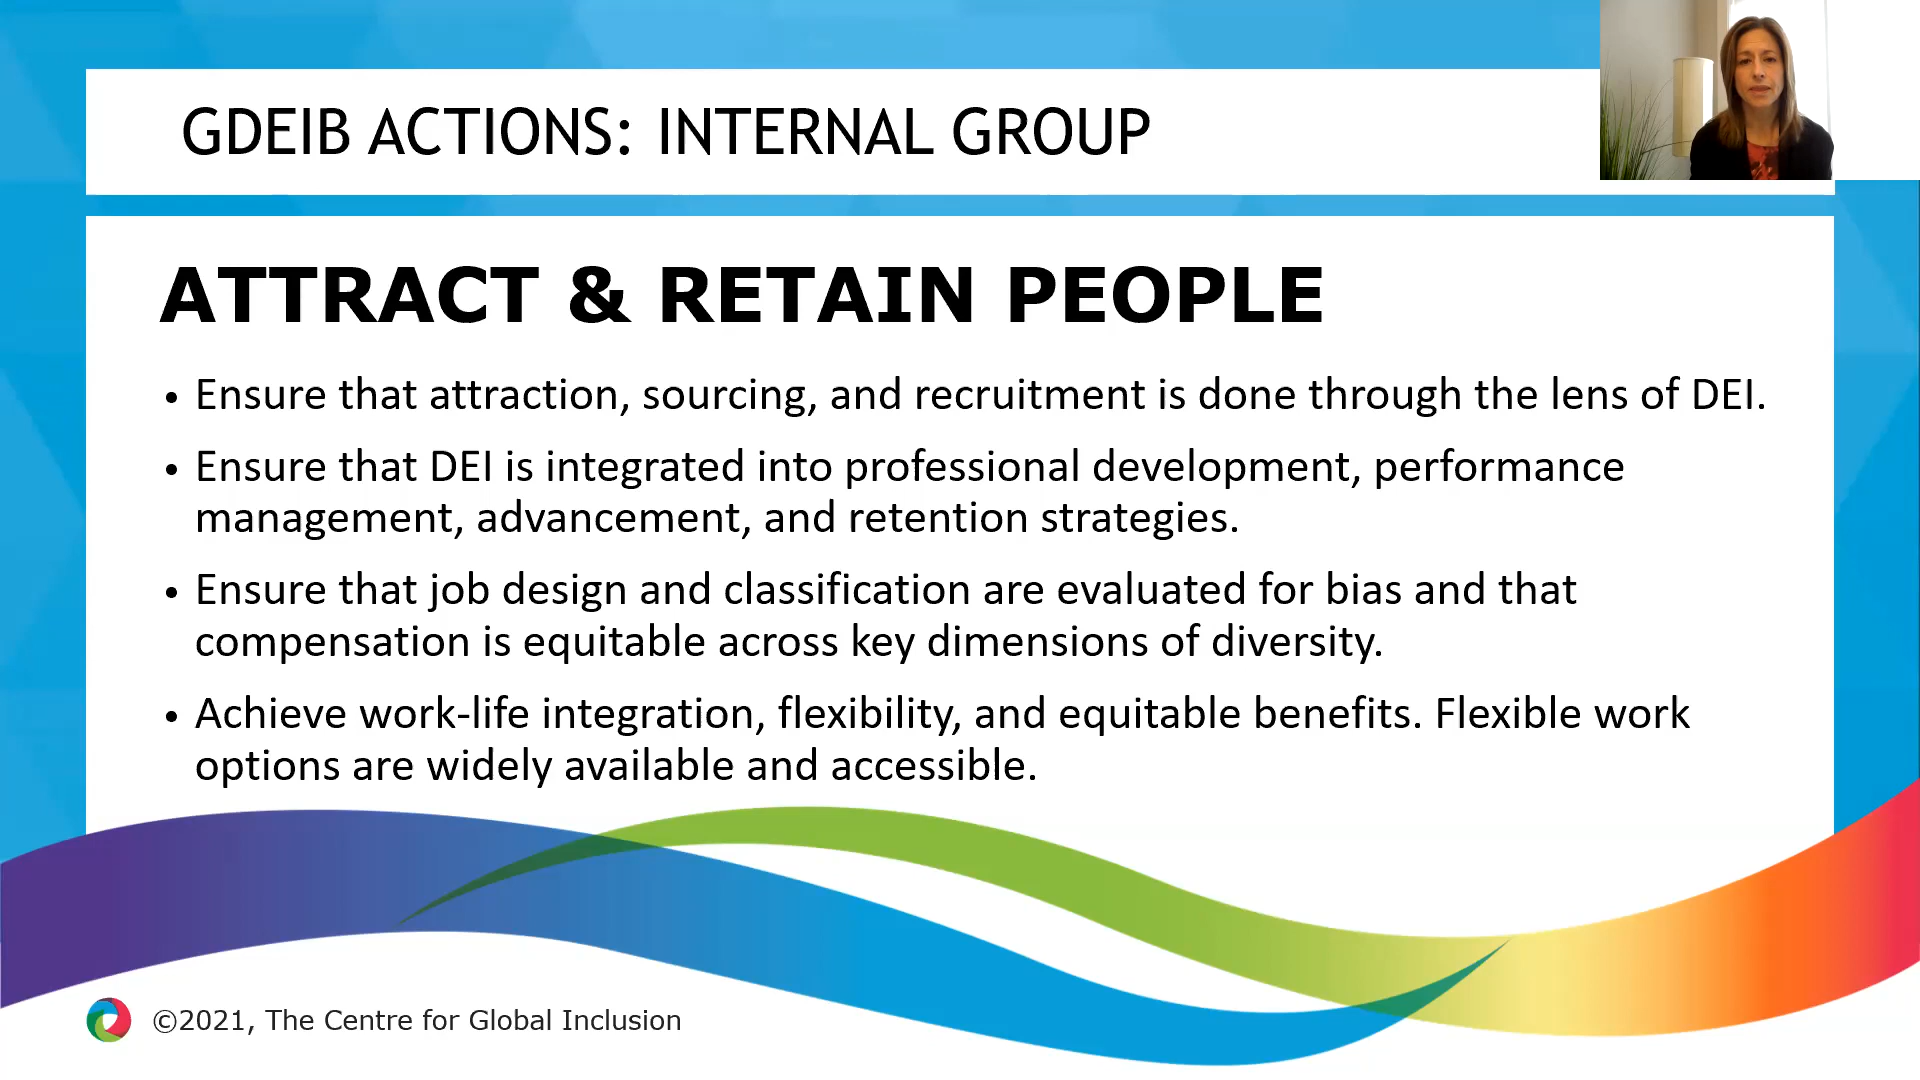 GDEIB ACTIONS: INTERNAL GROUP
ATTRACT & RETAIN PEOPLE
• Ensure that attraction, sourcing, and recruitment is done through the lens of DEI.
• Ensure that DEI is integrated into professional development, performance
management, advancement, and retention strategies.
• Ensure that job design and classification are evaluated for bias and that
compensation is equitable across key dimensions of diversity.
• Achieve work-life integration, flexibility, and equitable benefits. Flexible work
options are widely available and accessible.
©2021, The Centre for Global Inclusion